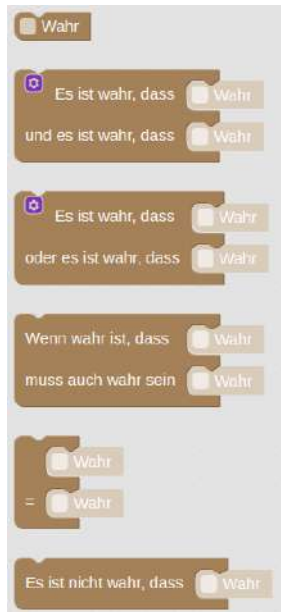 Wahr
Es ist wahr, dass Wahr
und es ist wahr, dass Wahr
Es ist wahr, dass Wahr
oder es ist wahr, dass Wahr
Wenn wahr ist, dass Wahr
muss auch wahr sein Wahr
Wahr
= Wahr
Es ist nicht wahr, dass Wahr